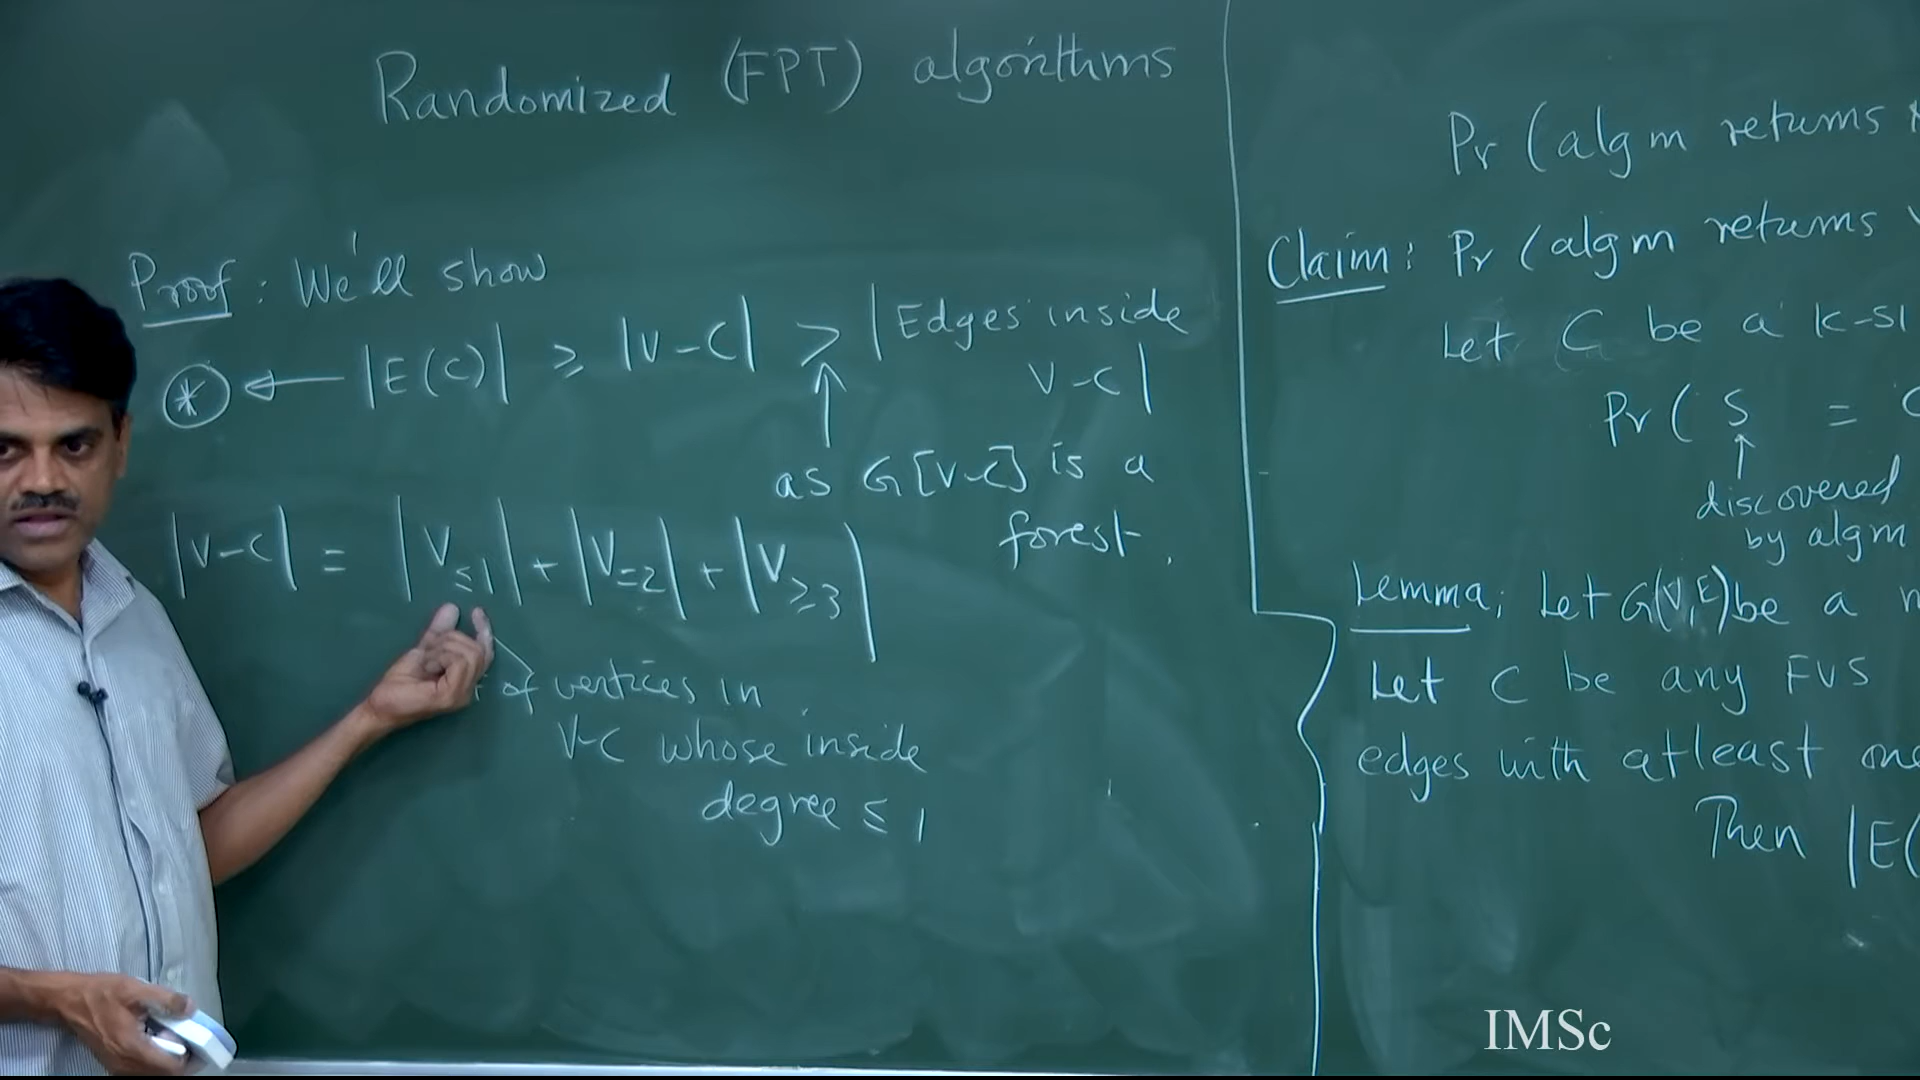 Randomized (FPT) algorithms
Proof: We'll show
* ← |E(C)| ≥ |V-C| > |Edges inside
V-C|
as G[V-C] is a
forest.
|V-C| = |V≤1| + |V=2| + |V≥3|
of vertices in
V-C whose inside
degree ≤ 1
Pr (algm returns
Claim: Pr (algm returns
Let C be a k-si
Pr ( S =
discovered
by algm
Lemma; Let G(V,E) be a
Let C be any FVS
edges with atleast one
Then |E(
IMSc